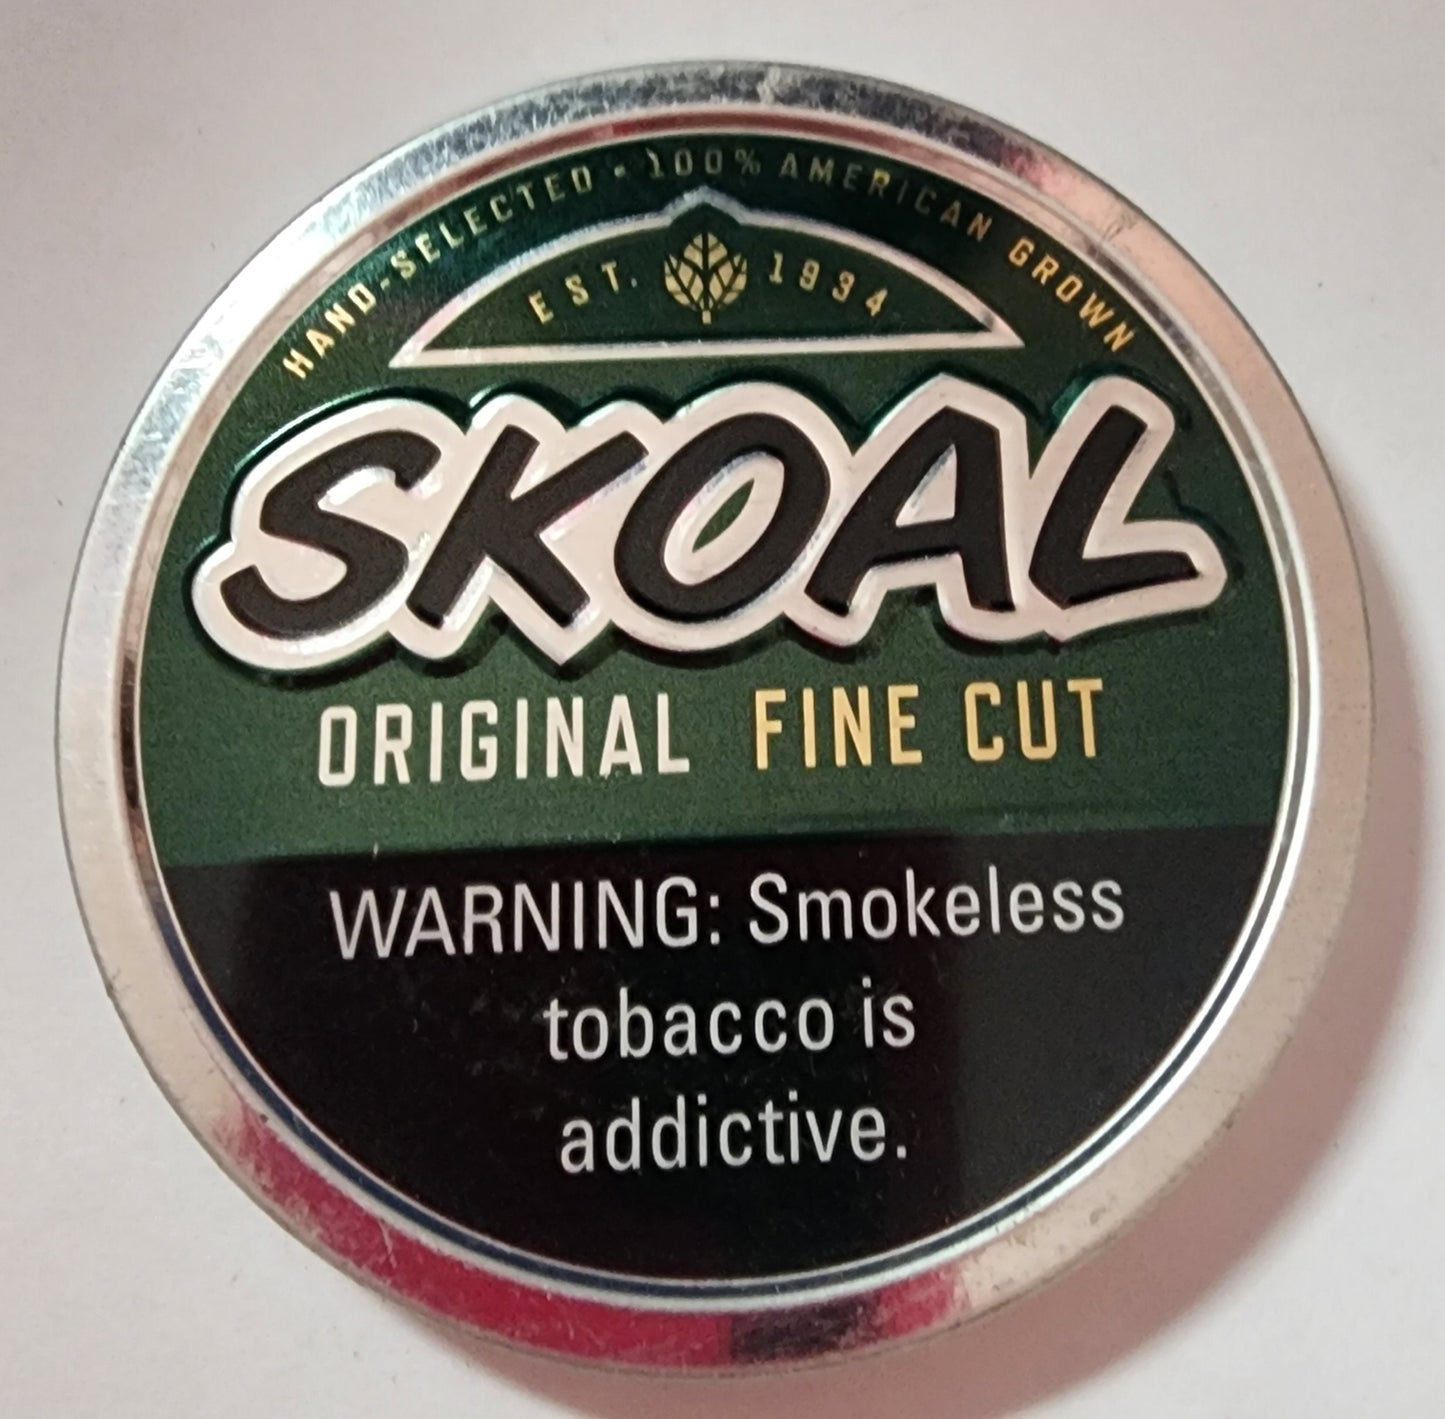 HAND-SELECTED - 100% AMERICAN GROWN
EST. 1934
SKOAL
ORIGINAL FINE CUT
WARNING: Smokeless
tobacco is
addictive.